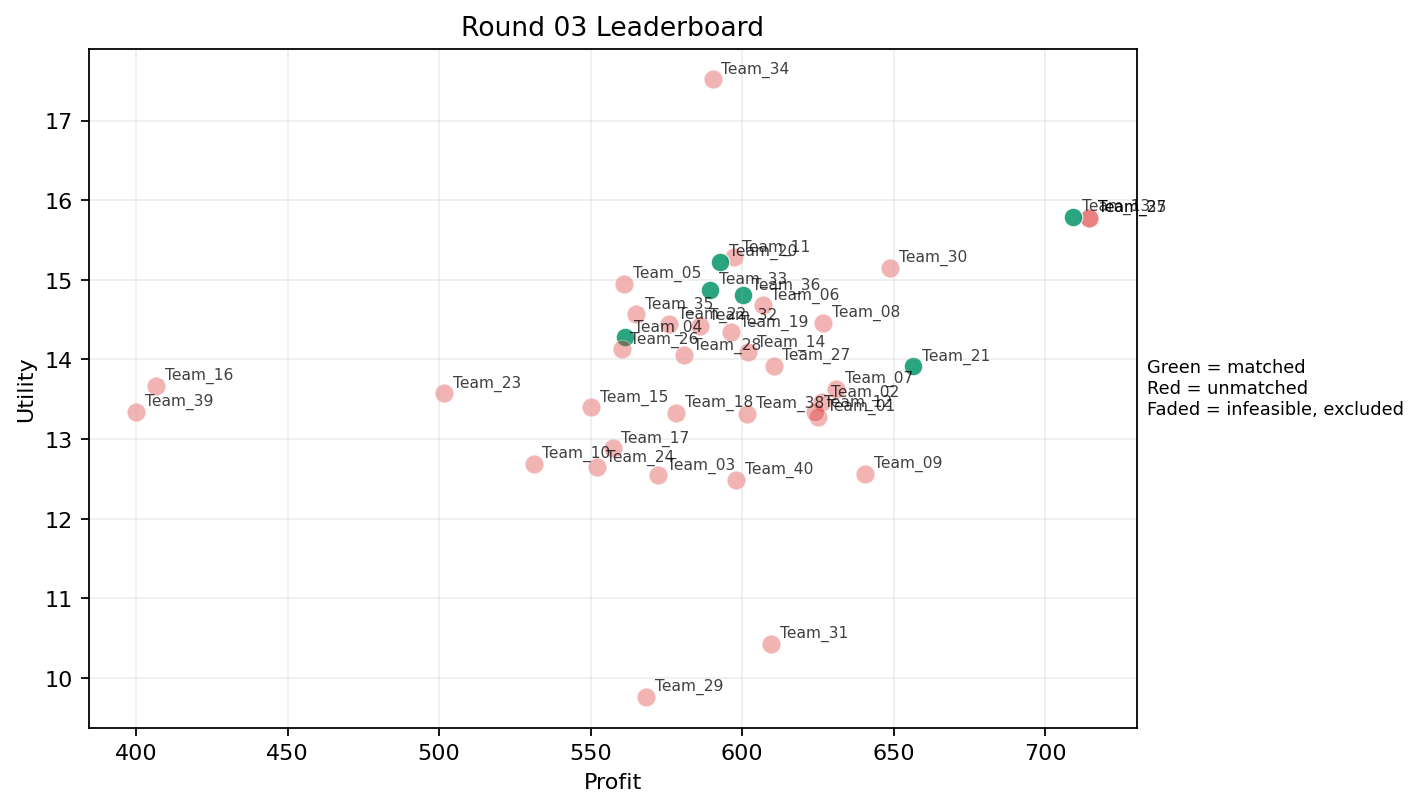 Round 03 Leaderboard
Utility
17
16
15
14
13
12
11
10
Team_34
Team_11
Team_20
Team_30
Team_05
Team_33
Team_36
Team_06
Team_35
Team_22
Team_32
Team_08
Team_19
Team_04
Team_26
Team_28
Team_14
Team_27
Team_21
Team_16
Team_39
Team_23
Team_07
Team_02
Team_01
Team_15
Team_18
Team_38
Team_17
Team_10
Team_24
Team_03
Team_40
Team_09
Team_31
Team_29
Green = matched
Red = unmatched
Faded = infeasible, excluded
400
450
500
550
600
650
700
Profit